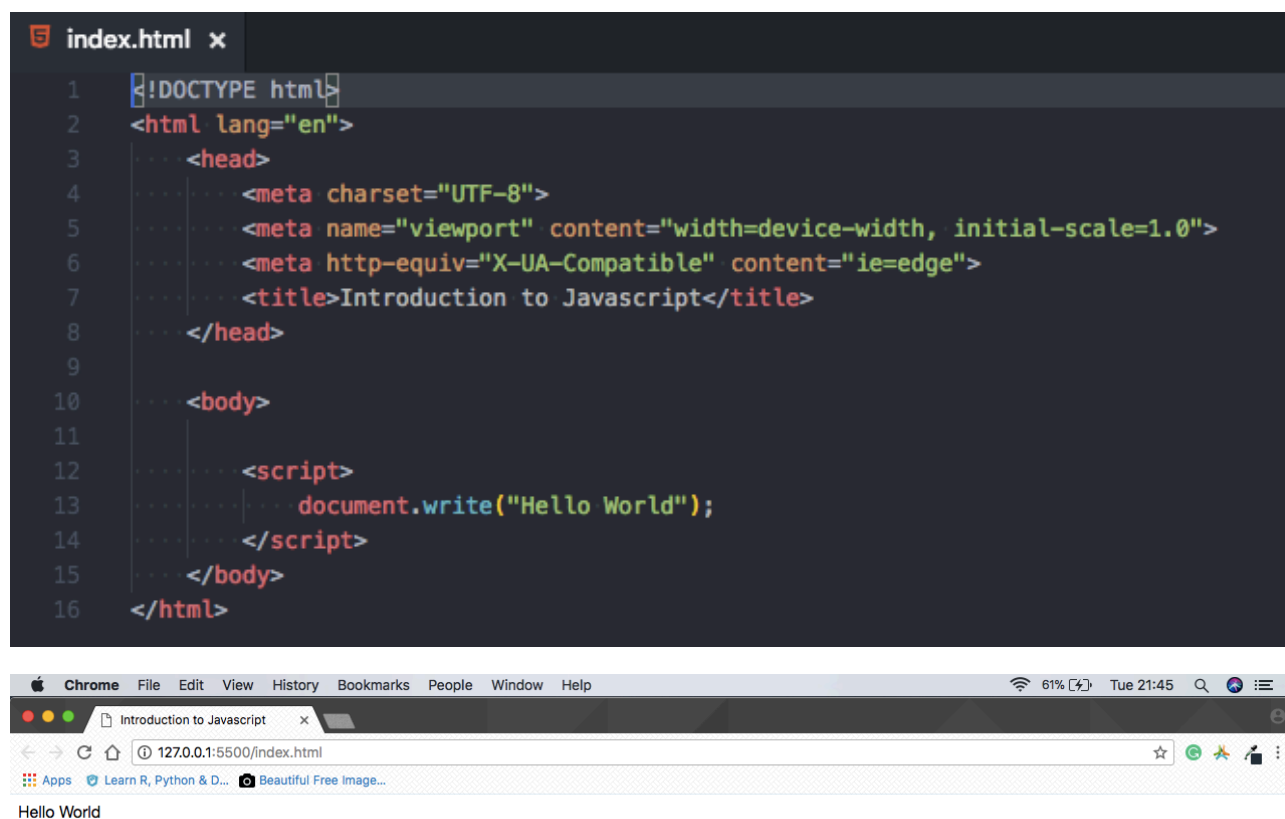 index.html ×
1 <!DOCTYPE html>
2 <html lang="en">
3 <head>
4 <meta charset="UTF-8">
5 <meta name="viewport" content="width=device-width, initial-scale=1.0">
6 <meta http-equiv="X-UA-Compatible" content="ie=edge">
7 <title>Introduction to Javascript</title>
8 </head>
9
10 <body>
11
12 <script>
13 document.write("Hello World");
14 </script>
15 </body>
16 </html>
Chrome File Edit View History Bookmarks People Window Help 61% Tue 21:45
Introduction to Javascript ×
127.0.0.1:5500/index.html
Apps Learn R, Python & D... Beautiful Free Image...
Hello World